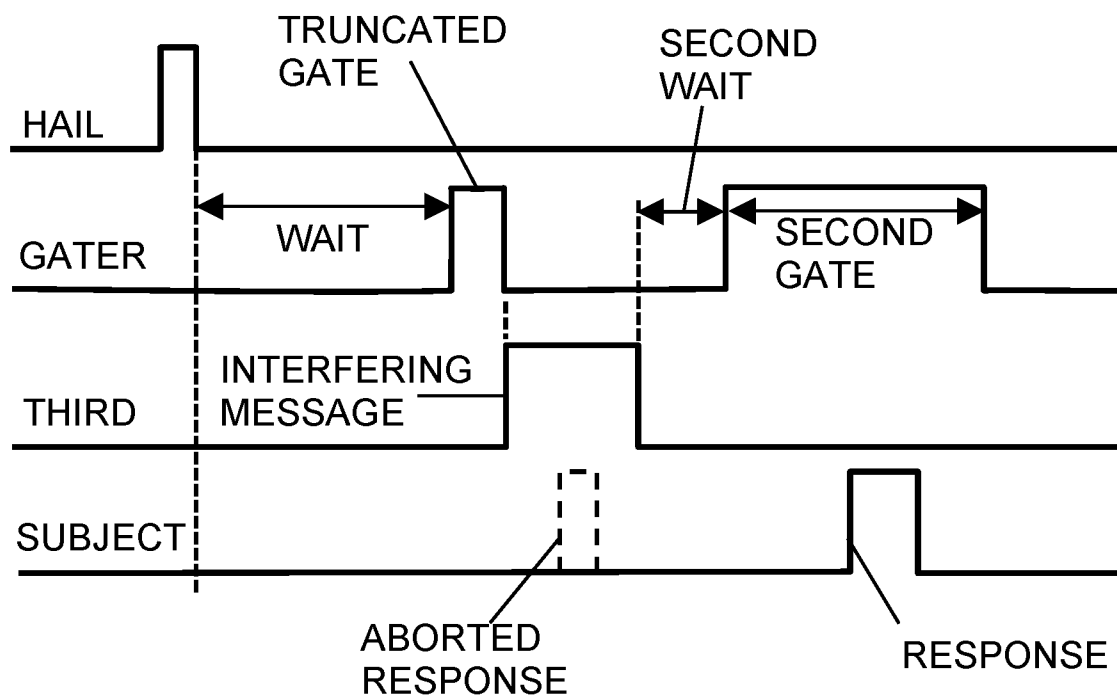 TRUNCATED
GATE
SECOND
WAIT
HAIL
WAIT
SECOND
GATE
GATER
INTERFERING
MESSAGE
THIRD
SUBJECT
ABORTED
RESPONSE
RESPONSE